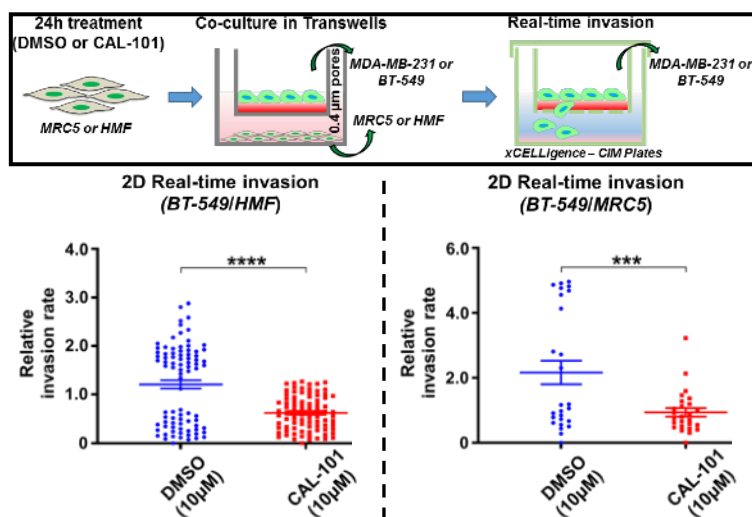 24h treatment
(DMSO or CAL-101)
MRC5 or HMF
Co-culture in Transwells
0.4 µm pores
MDA-MB-231 or
BT-549
MRC5 or HMF
Real-time invasion
MDA-MB-231 or
BT-549
xCELLigence – CIM Plates
2D Real-time invasion
(BT-549/HMF)
Relative
invasion rate
4.0
3.0
2.0
1.0
0
****
DMSO
(10µM)
CAL-101
(10µM)
2D Real-time invasion
(BT-549/MRC5)
Relative
invasion rate
6.0
4.0
2.0
0
***
DMSO
(10µM)
CAL-101
(10µM)